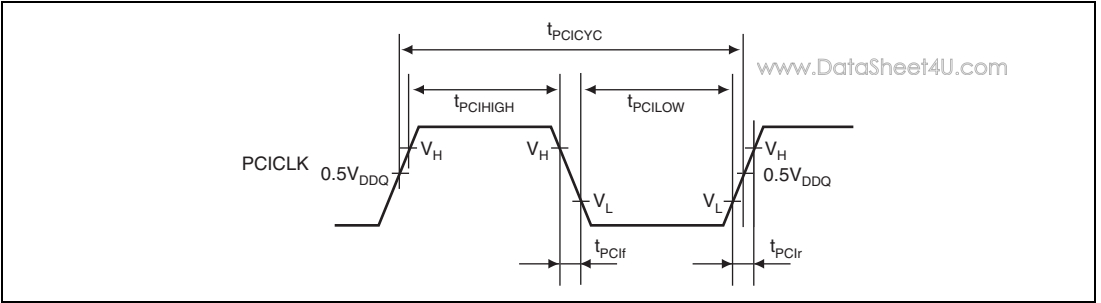 tPCICYC
www.DataSheet4U.com
tPCIHIGH
tPCILOW
PCICLK
0.5VDDQ
VH
VH
VL
VL
VH
0.5VDDQ
tPCIf
tPCIr